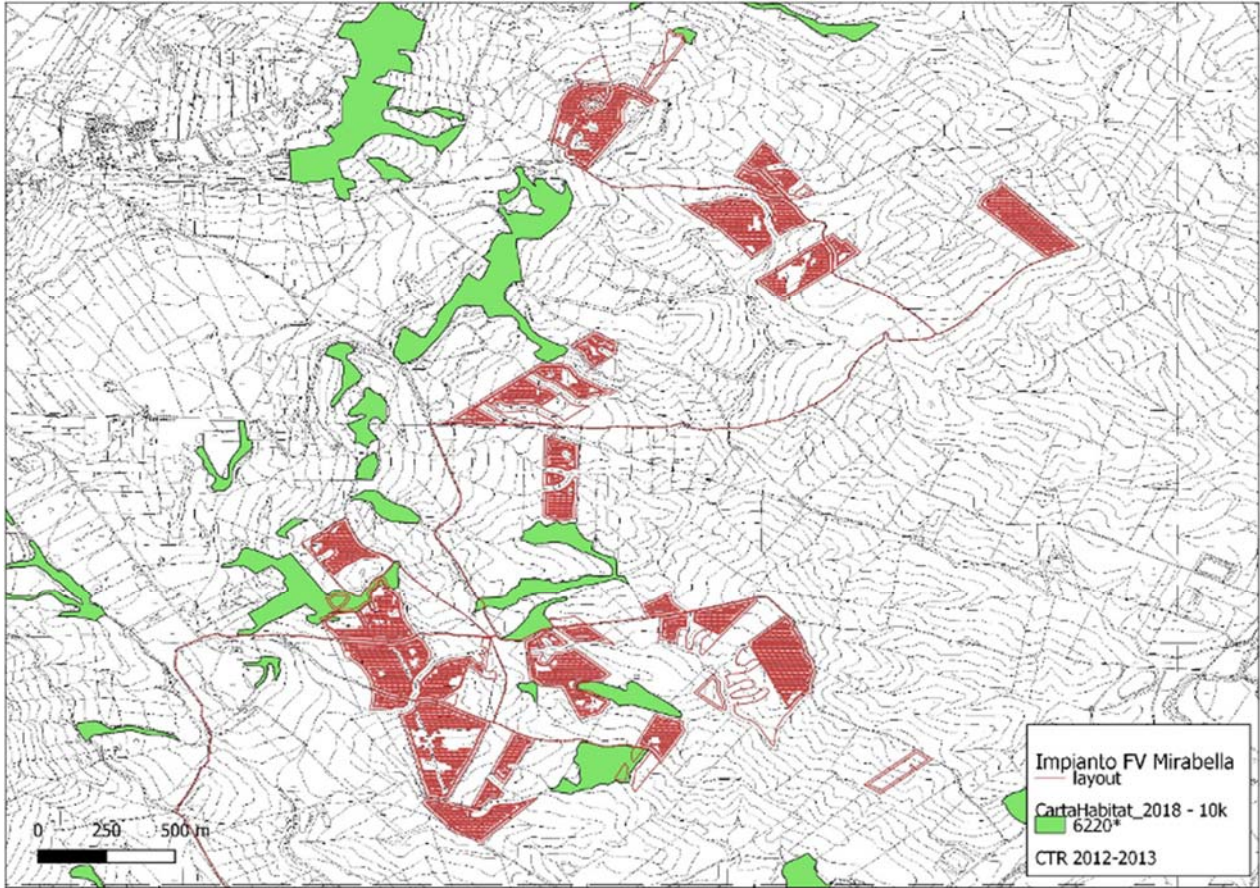 Impianto FV Mirabella
layout
CartaHabitat_2018 - 10k
6220*
CTR 2012-2013
0 250 500 m